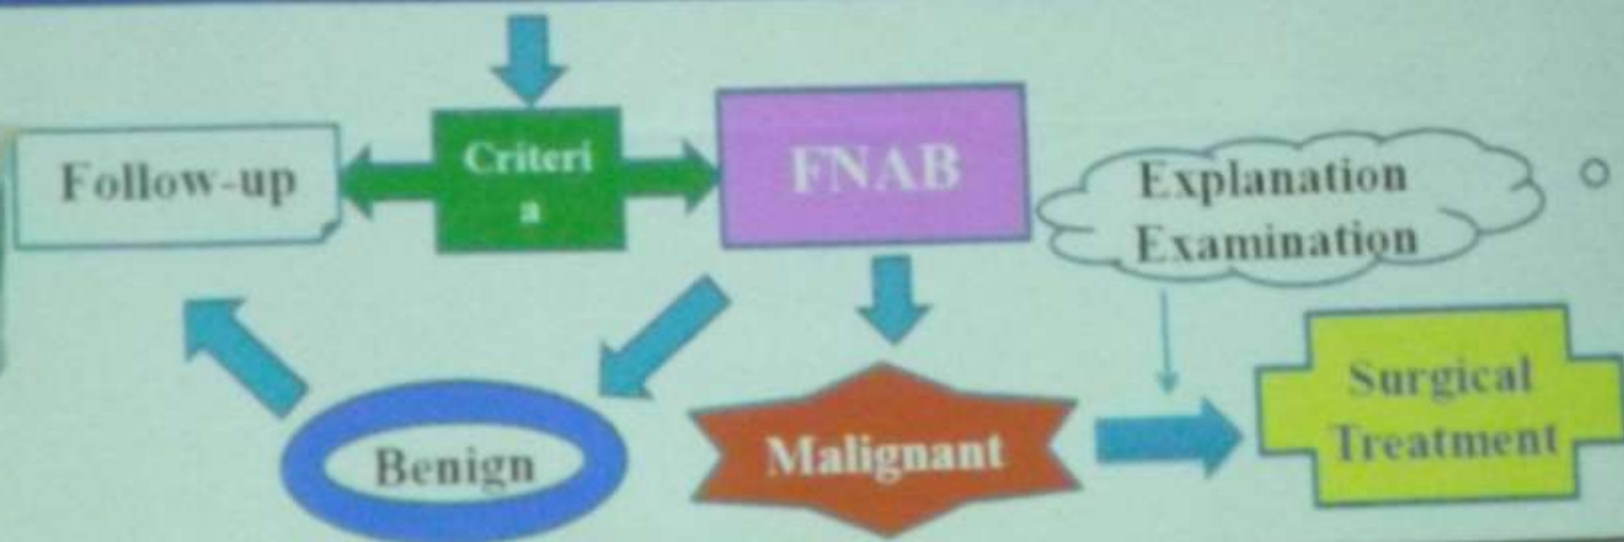 Follow-up
Criteri
a
FNAB
Explanation
Examination
Benign
Malignant
Surgical
Treatment